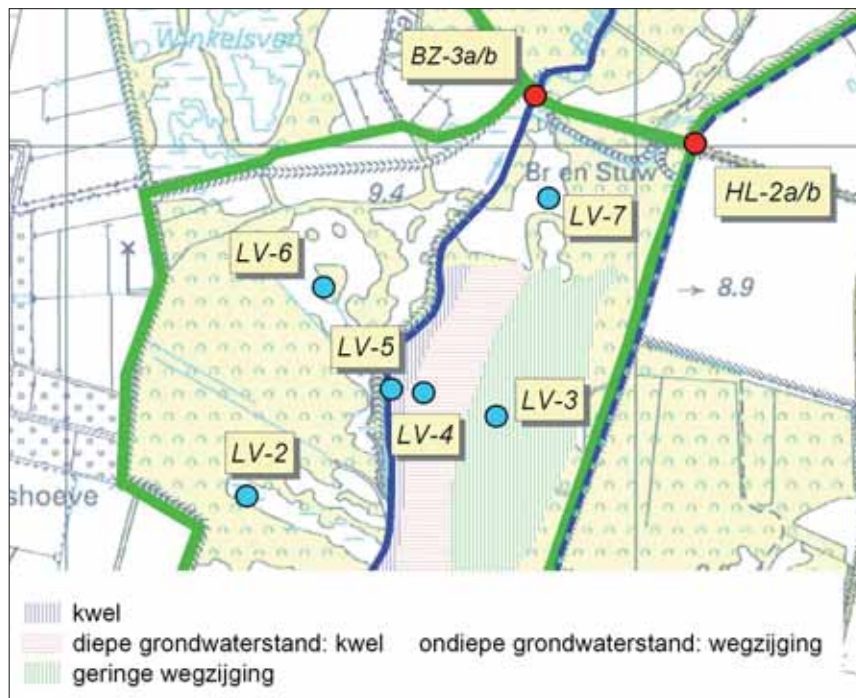 Winkelsven
BZ-3a/b
Br en Stuw
HL-2a/b
9.4
LV-7
LV-6
8.9
LV-5
LV-3
LV-4
LV-2
shoeve
kwel
diepe grondwaterstand: kwel ondiepe grondwaterstand: wegzijging
geringe wegzijging